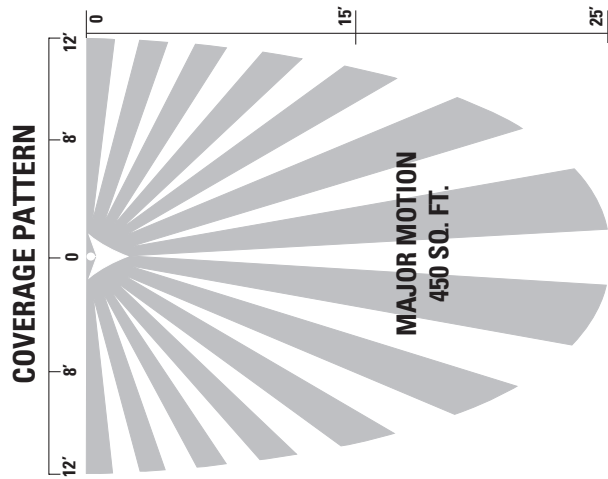 COVERAGE PATTERN
12' 8' 0 8' 12'
0
15'
25'
MAJOR MOTION
450 SQ. FT.